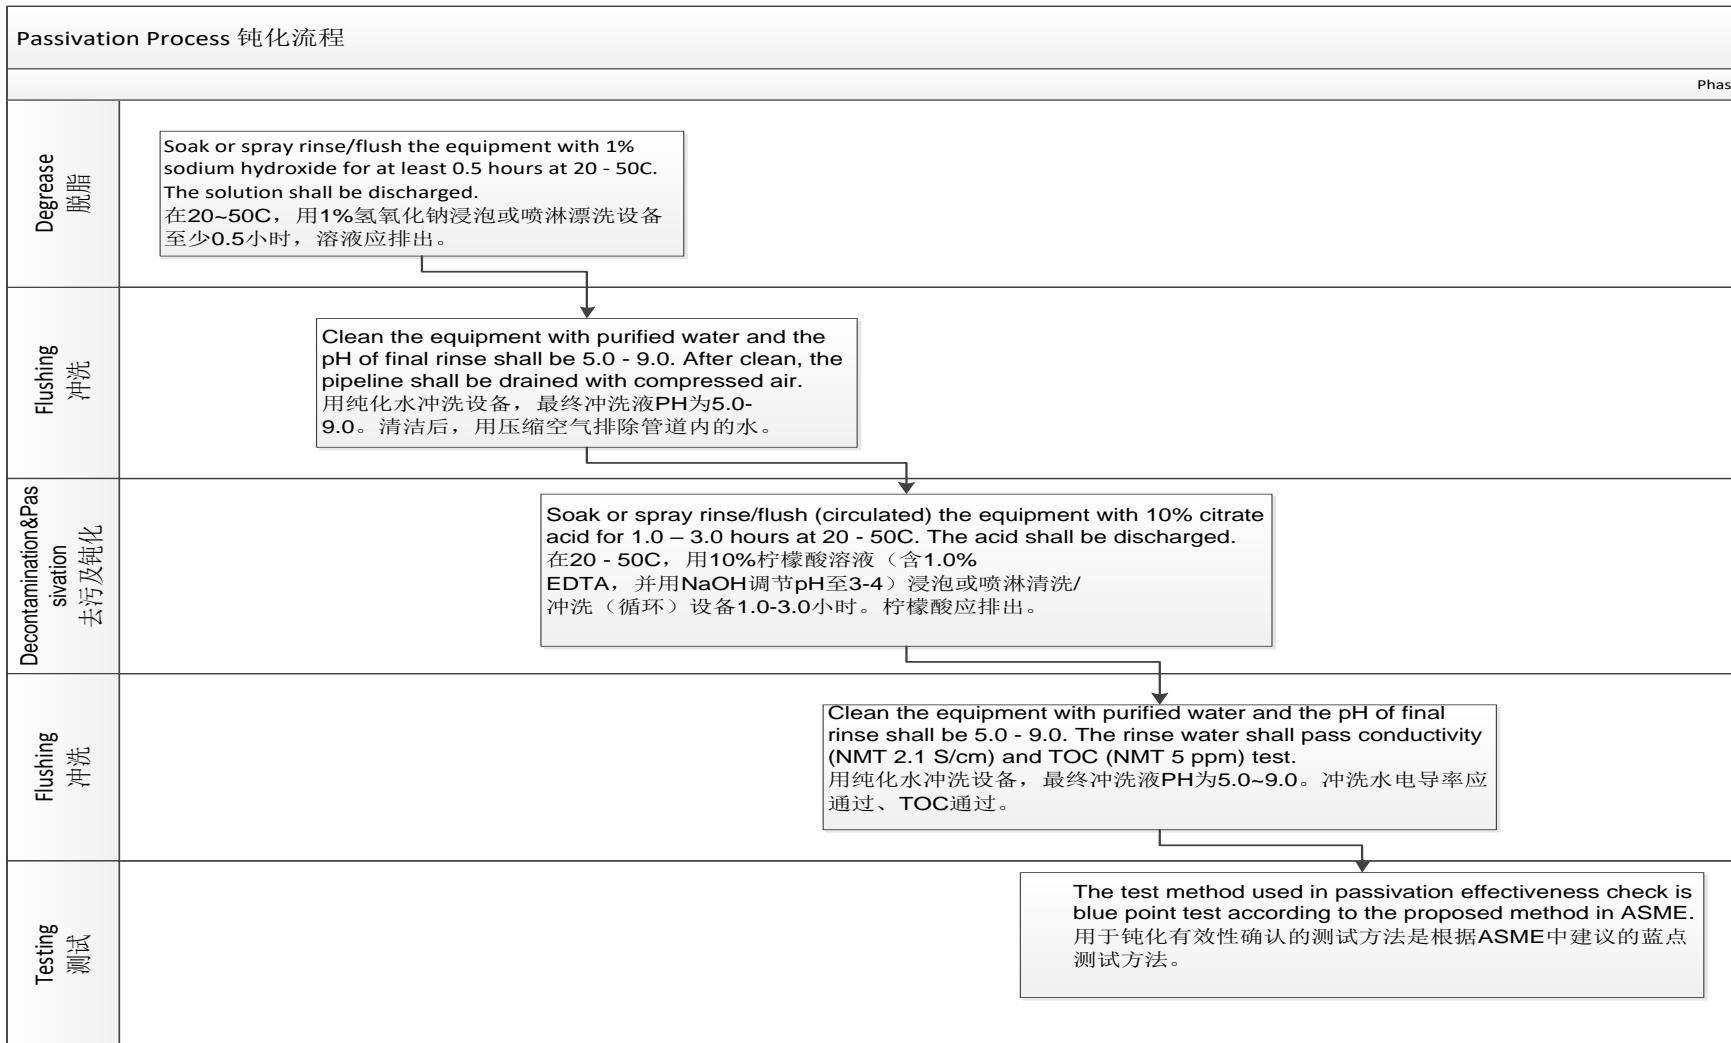 Passivation Process 钝化流程
Phas
Degrease
脱脂
Soak or spray rinse/flush the equipment with 1%
sodium hydroxide for at least 0.5 hours at 20 - 50C.
The solution shall be discharged.
在20~50C，用1%氢氧化钠浸泡或喷淋漂洗设备
至少0.5小时，溶液应排出。
Flushing
冲洗
Clean the equipment with purified water and the
pH of final rinse shall be 5.0 - 9.0. After clean, the
pipeline shall be drained with compressed air.
用纯化水冲洗设备，最终冲洗液PH为5.0-
9.0。清洁后，用压缩空气排除管道内的水。
Decontamination&Pas
sivation
去污及钝化
Soak or spray rinse/flush (circulated) the equipment with 10% citrate
acid for 1.0 – 3.0 hours at 20 - 50C. The acid shall be discharged.
在20 - 50C，用10%柠檬酸溶液（含1.0%
EDTA，并用NaOH调节pH至3-4）浸泡或喷淋清洗/
冲洗（循环）设备1.0-3.0小时。柠檬酸应排出。
Flushing
冲洗
Clean the equipment with purified water and the pH of final
rinse shall be 5.0 - 9.0. The rinse water shall pass conductivity
(NMT 2.1 S/cm) and TOC (NMT 5 ppm) test.
用纯化水冲洗设备，最终冲洗液PH为5.0~9.0。冲洗水电导率应
通过、TOC通过。
Testing
测试
The test method used in passivation effectiveness check is
blue point test according to the proposed method in ASME.
用于钝化有效性确认的测试方法是根据ASME中建议的蓝点
测试方法。